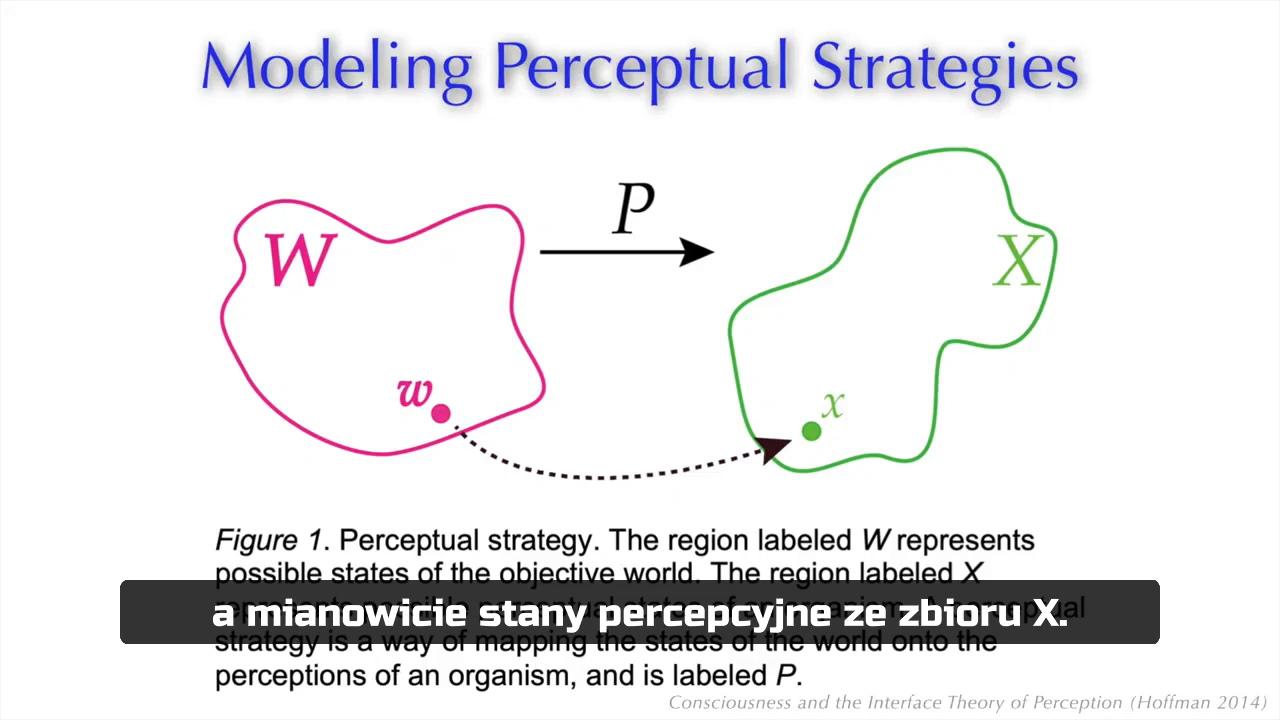 Modeling Perceptual Strategies
P
W
X
w
x
Figure 1. Perceptual strategy. The region labeled W represents
possible states of the objective world. The region labeled X
a mianowicie stany percepcyjne ze zbioru X.
strategy is a way of mapping the states of the world onto the
perceptions of an organism, and is labeled P.
Consciousness and the Interface Theory of Perception (Hoffman 2014)